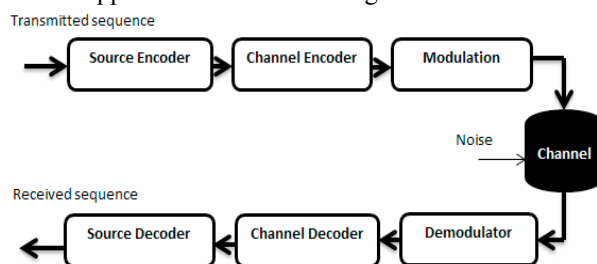 Transmitted sequence
Source Encoder
Channel Encoder
Modulation
Noise
Channel
Received sequence
Source Decoder
Channel Decoder
Demodulator